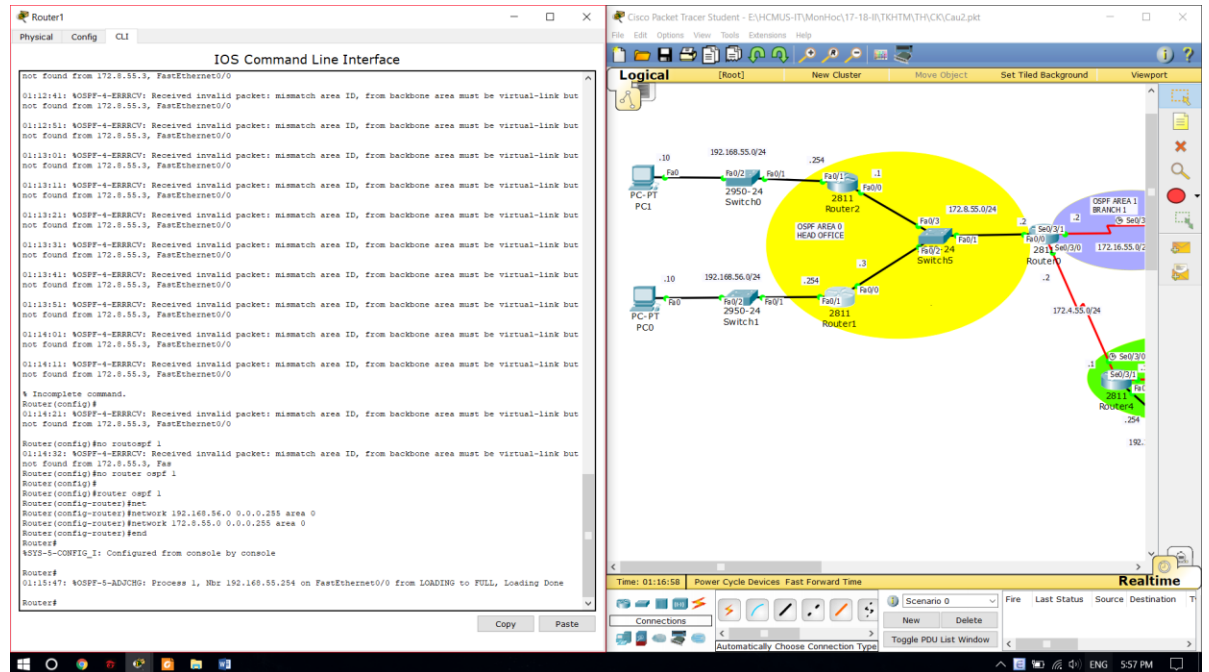 Router1
Physical Config CLI
IOS Command Line Interface
not found from 172.8.55.3, FastEthernet0/0
01:12:41: %OSPF-4-ERRRCV: Received invalid packet: mismatch area ID, from backbone area must be virtual-link but
not found from 172.8.55.3, FastEthernet0/0
01:12:51: %OSPF-4-ERRRCV: Received invalid packet: mismatch area ID, from backbone area must be virtual-link but
not found from 172.8.55.3, FastEthernet0/0
01:13:01: %OSPF-4-ERRRCV: Received invalid packet: mismatch area ID, from backbone area must be virtual-link but
not found from 172.8.55.3, FastEthernet0/0
01:13:11: %OSPF-4-ERRRCV: Received invalid packet: mismatch area ID, from backbone area must be virtual-link but
not found from 172.8.55.3, FastEthernet0/0
01:13:21: %OSPF-4-ERRRCV: Received invalid packet: mismatch area ID, from backbone area must be virtual-link but
not found from 172.8.55.3, FastEthernet0/0
01:13:31: %OSPF-4-ERRRCV: Received invalid packet: mismatch area ID, from backbone area must be virtual-link but
not found from 172.8.55.3, FastEthernet0/0
01:13:41: %OSPF-4-ERRRCV: Received invalid packet: mismatch area ID, from backbone area must be virtual-link but
not found from 172.8.55.3, FastEthernet0/0
01:13:51: %OSPF-4-ERRRCV: Received invalid packet: mismatch area ID, from backbone area must be virtual-link but
not found from 172.8.55.3, FastEthernet0/0
01:14:01: %OSPF-4-ERRRCV: Received invalid packet: mismatch area ID, from backbone area must be virtual-link but
not found from 172.8.55.3, FastEthernet0/0
01:14:11: %OSPF-4-ERRRCV: Received invalid packet: mismatch area ID, from backbone area must be virtual-link but
not found from 172.8.55.3, FastEthernet0/0
% Incomplete command.
Router(config)#
01:14:21: %OSPF-4-ERRRCV: Received invalid packet: mismatch area ID, from backbone area must be virtual-link but
not found from 172.8.55.3, FastEthernet0/0
Router(config)#no routospf 1
01:14:32: %OSPF-4-ERRRCV: Received invalid packet: mismatch area ID, from backbone area must be virtual-link but
not found from 172.8.55.3, Fas
Router(config)#no router ospf 1
Router(config)#
Router(config)#router ospf 1
Router(config-router)#net
Router(config-router)#network 192.168.56.0 0.0.0.255 area 0
Router(config-router)#network 172.8.55.0 0.0.0.255 area 0
Router(config-router)#end
Router#
%SYS-5-CONFIG_I: Configured from console by console
Router#
01:15:47: %OSPF-5-ADJCHG: Process 1, Nbr 192.168.55.254 on FastEthernet0/0 from LOADING to FULL, Loading Done
Router#
Copy Paste
Cisco Packet Tracer Student - E:\HCMUS-IT\MonHoc\17-18-II\TKHTM\TH\CK\Cau2.pkt
File Edit Options View Tools Extensions Help
Logical [Root] New Cluster Move Object Set Tiled Background Viewport
.10 192.168.55.0/24 .254
Fa0 Fa0/2 Fa0/1 Fa0/1 .1
Fa0/0
PC-PT
PC1
2950-24
Switch0
2811
Router2
OSPF AREA 0
HEAD OFFICE
172.8.55.0/24
Fa0/3
Fa0/1
Fa0/2 -24
Switch5
.2
Se0/3/1
Fa0/0
Se0/3/0
Router0
.2
.2
OSPF AREA 1
BRANCH 1
Se0/3
172.16.55.0/2
.10 192.168.56.0/24 .254
.3
Fa0 Fa0/2 Fa0/1 Fa0/1
Fa0/0
PC-PT
PC0
2950-24
Switch1
2811
Router1
172.4.55.0/24
.1
Se0/3/0
Se0/3/1
2811
Router4
.254
192.
Time: 01:16:58 Power Cycle Devices Fast Forward Time Realtime
Connections
Automatically Choose Connection Type
Scenario 0
New Delete
Toggle PDU List Window
Fire Last Status Source Destination
ENG 5:57 PM